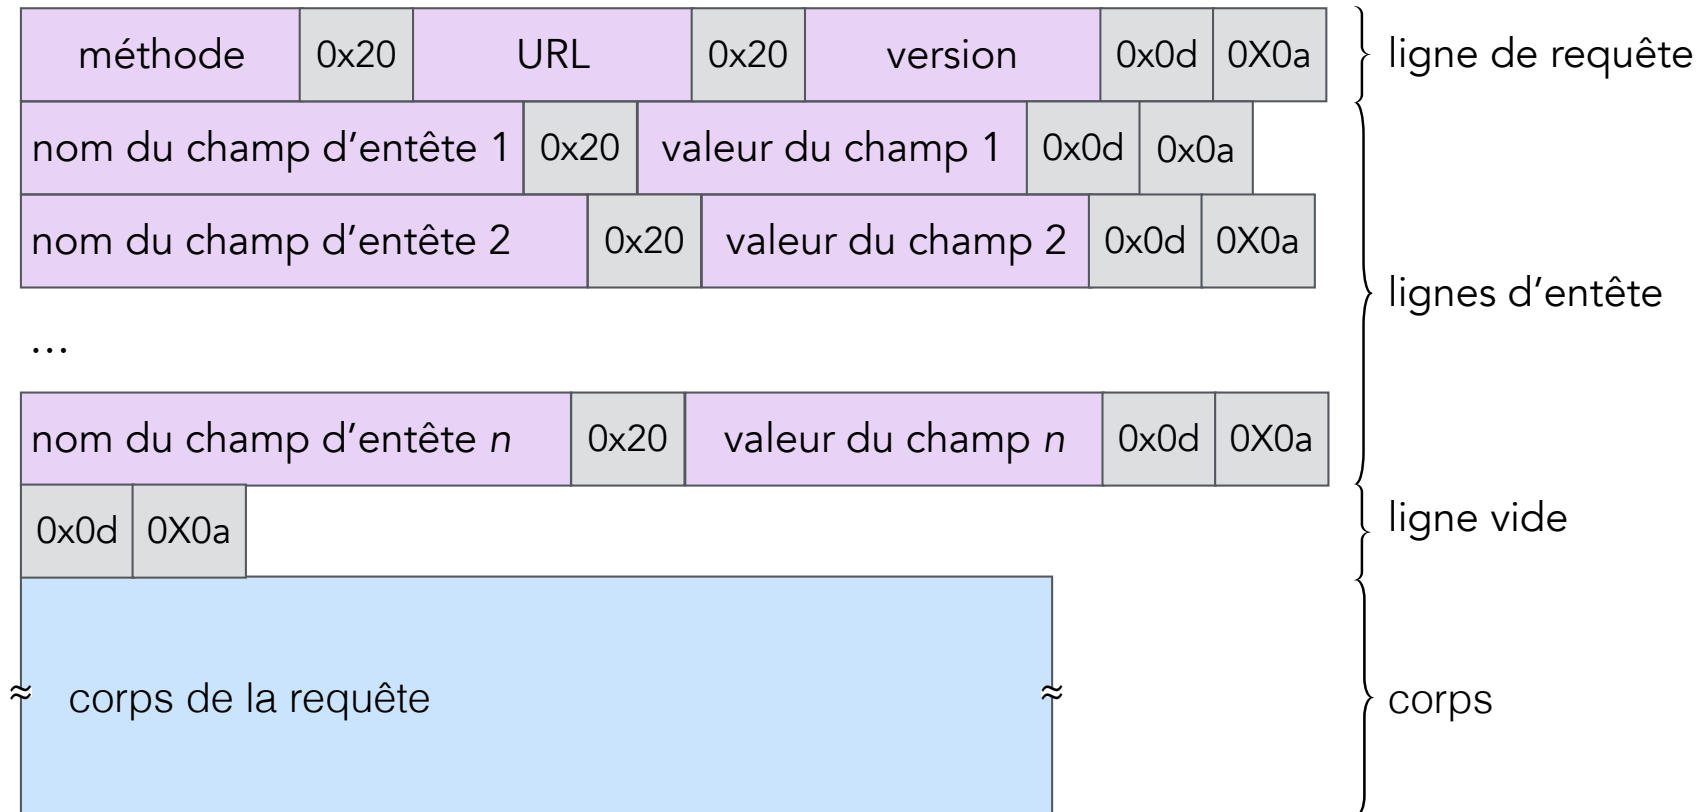 méthode 0x20 URL 0x20 version 0x0d 0X0a ligne de requête
nom du champ d’entête 1 0x20 valeur du champ 1 0x0d 0x0a
nom du champ d’entête 2 0x20 valeur du champ 2 0x0d 0X0a
lignes d’entête
...
nom du champ d’entête n 0x20 valeur du champ n 0x0d 0X0a
0x0d 0X0a ligne vide
≈ corps de la requête ≈ corps